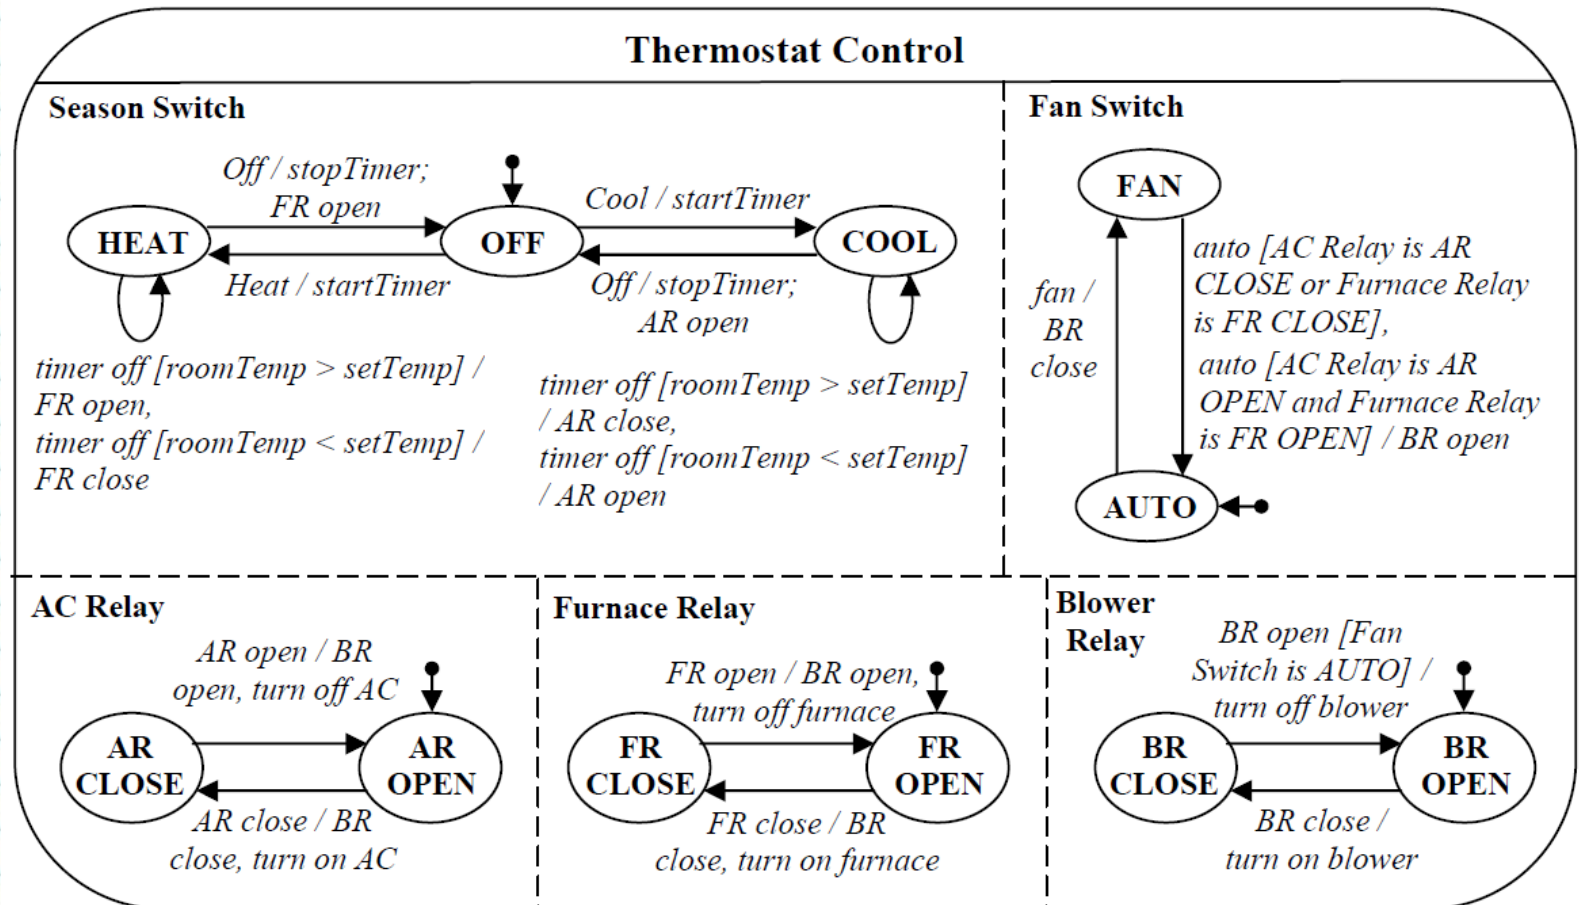 Thermostat Control
Season Switch
Off / stopTimer;
FR open
Cool / startTimer
HEAT
OFF
COOL
Heat / startTimer
Off / stopTimer;
AR open
timer off [roomTemp > setTemp] /
FR open,
timer off [roomTemp < setTemp] /
FR close
timer off [roomTemp > setTemp]
/ AR close,
timer off [roomTemp < setTemp]
/ AR open
Fan Switch
FAN
fan /
BR
close
auto [AC Relay is AR
CLOSE or Furnace Relay
is FR CLOSE],
auto [AC Relay is AR
OPEN and Furnace Relay
is FR OPEN] / BR open
AUTO
AC Relay
AR open / BR
open, turn off AC
AR
CLOSE
AR
OPEN
AR close / BR
close, turn on AC
Furnace Relay
FR open / BR open,
turn off furnace
FR
CLOSE
FR
OPEN
FR close / BR
close, turn on furnace
Blower
Relay
BR open [Fan
Switch is AUTO] /
turn off blower
BR
CLOSE
BR
OPEN
BR close /
turn on blower